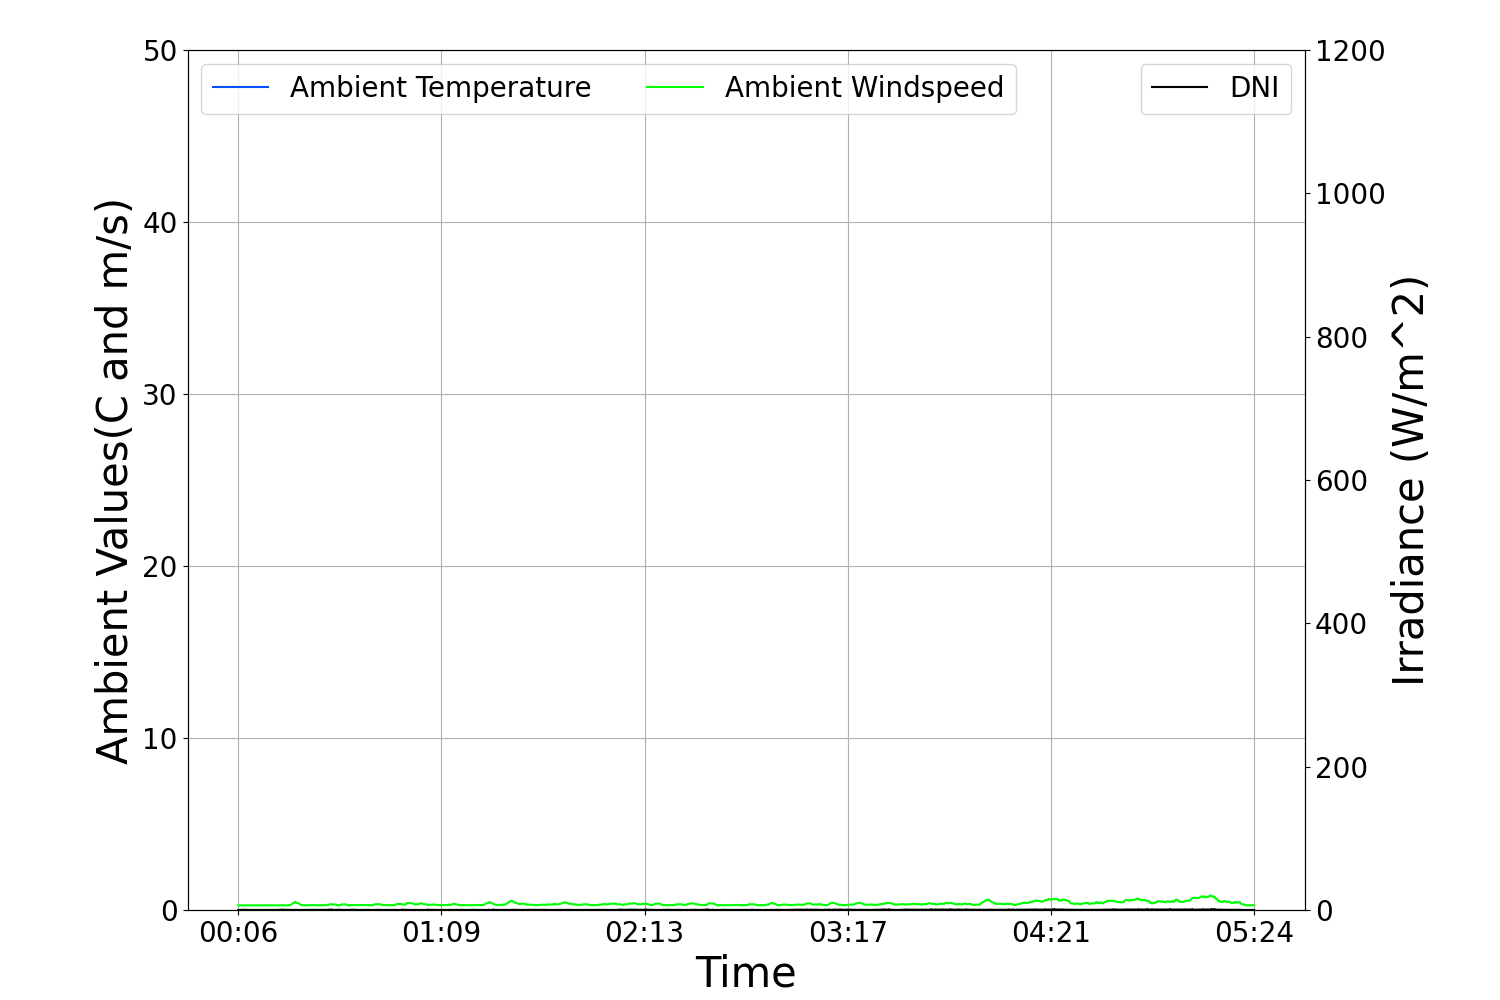 Ambient Temperature
Ambient Windspeed
DNI
50
40
30
20
10
0
Ambient Values(C and m/s)
1200
1000
800
600
400
200
0
Irradiance (W/m^2)
00:06 01:09 02:13 03:17 04:21 05:24
Time